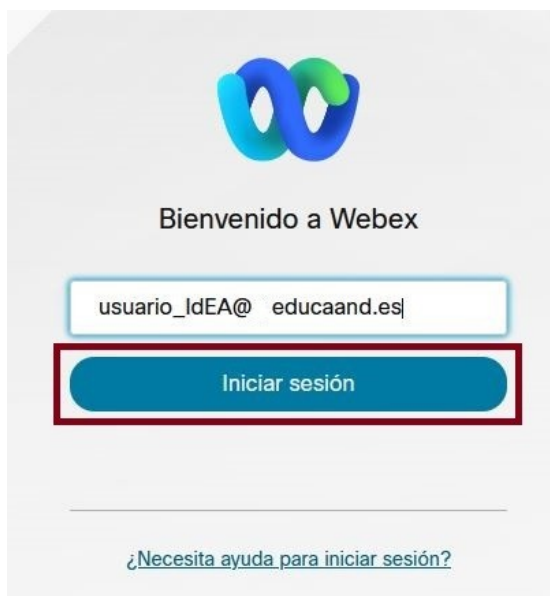 Bienvenido a Webex
usuario_IdEA@ educaand.es
Iniciar sesión
¿Necesita ayuda para iniciar sesión?